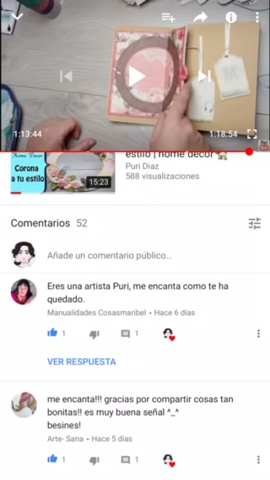 1:13:44
1:18:54
estilo | home decor
Home Decor
Corona
a tu estilo
15:23
Puri Diaz
588 visualizaciones
Comentarios 52
Añade un comentario público...
Eres una artista Puri, me encanta como te ha
quedado.
Manualidades Cosasmaribel • Hace 6 días
1 1
VER RESPUESTA
me encanta!!! gracias por compartir cosas tan
bonitas!! es muy buena señal ^_^
besines!
Arte- Sana • Hace 5 días
1 1